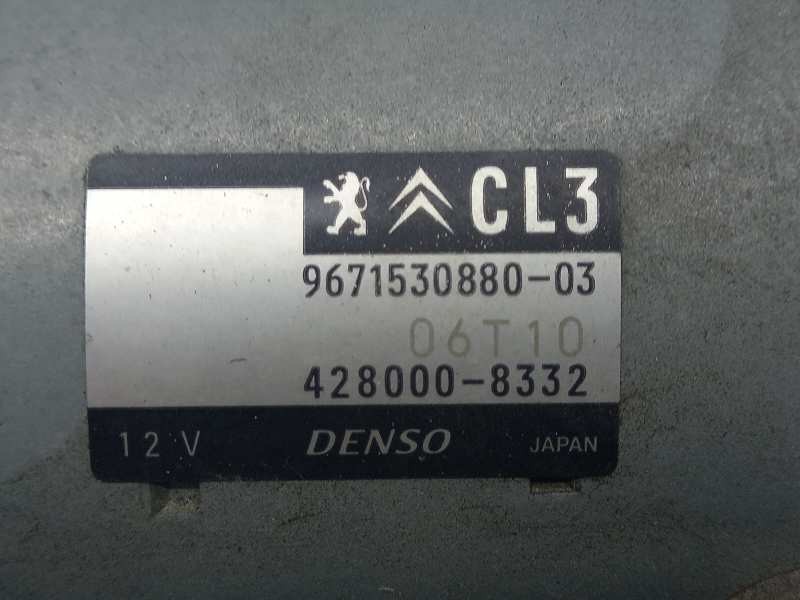 CL3
9671530880-03
06T10
428000-8332
12 V DENSO JAPAN